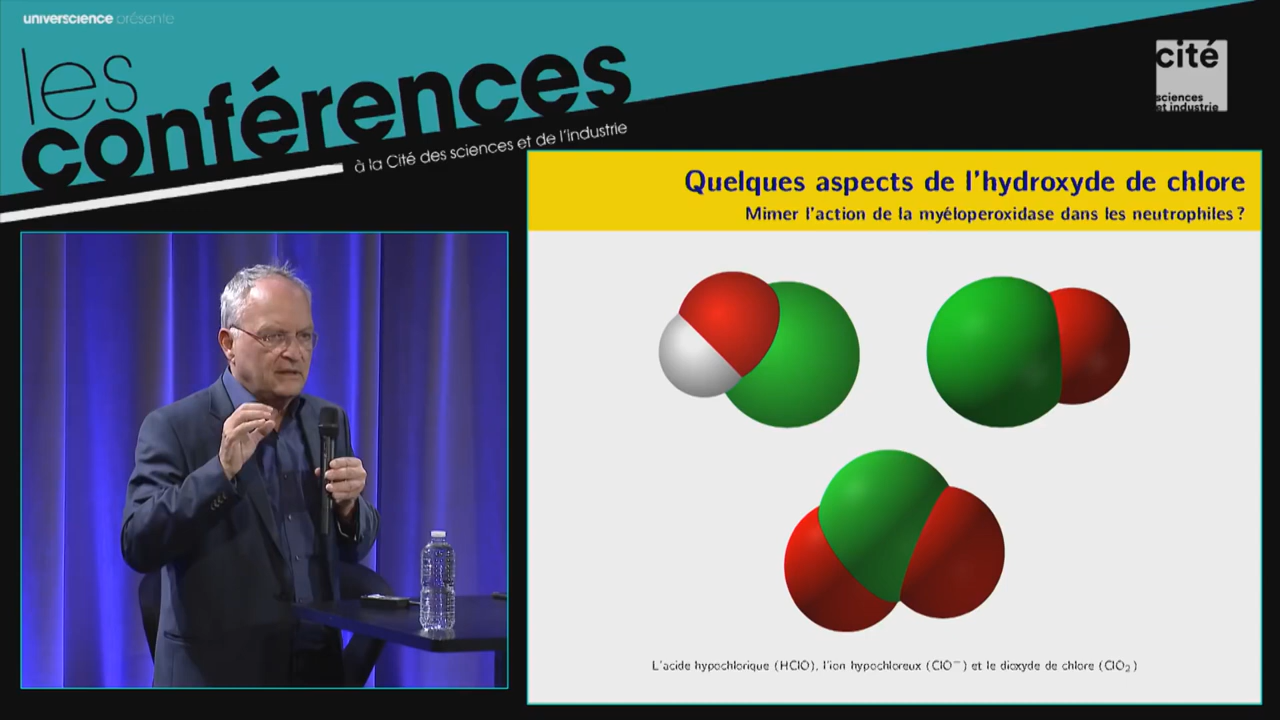 universcience présente
les
conférences
à la Cité des sciences et de l'industrie
cité
sciences
et industrie
Quelques aspects de l'hydroxyde de chlore
Mimer l'action de la myéloperoxidase dans les neutrophiles ?
L'acide hypochlorique (HClO), l'ion hypochloreux (ClO⁻) et le dioxyde de chlore (ClO₂)